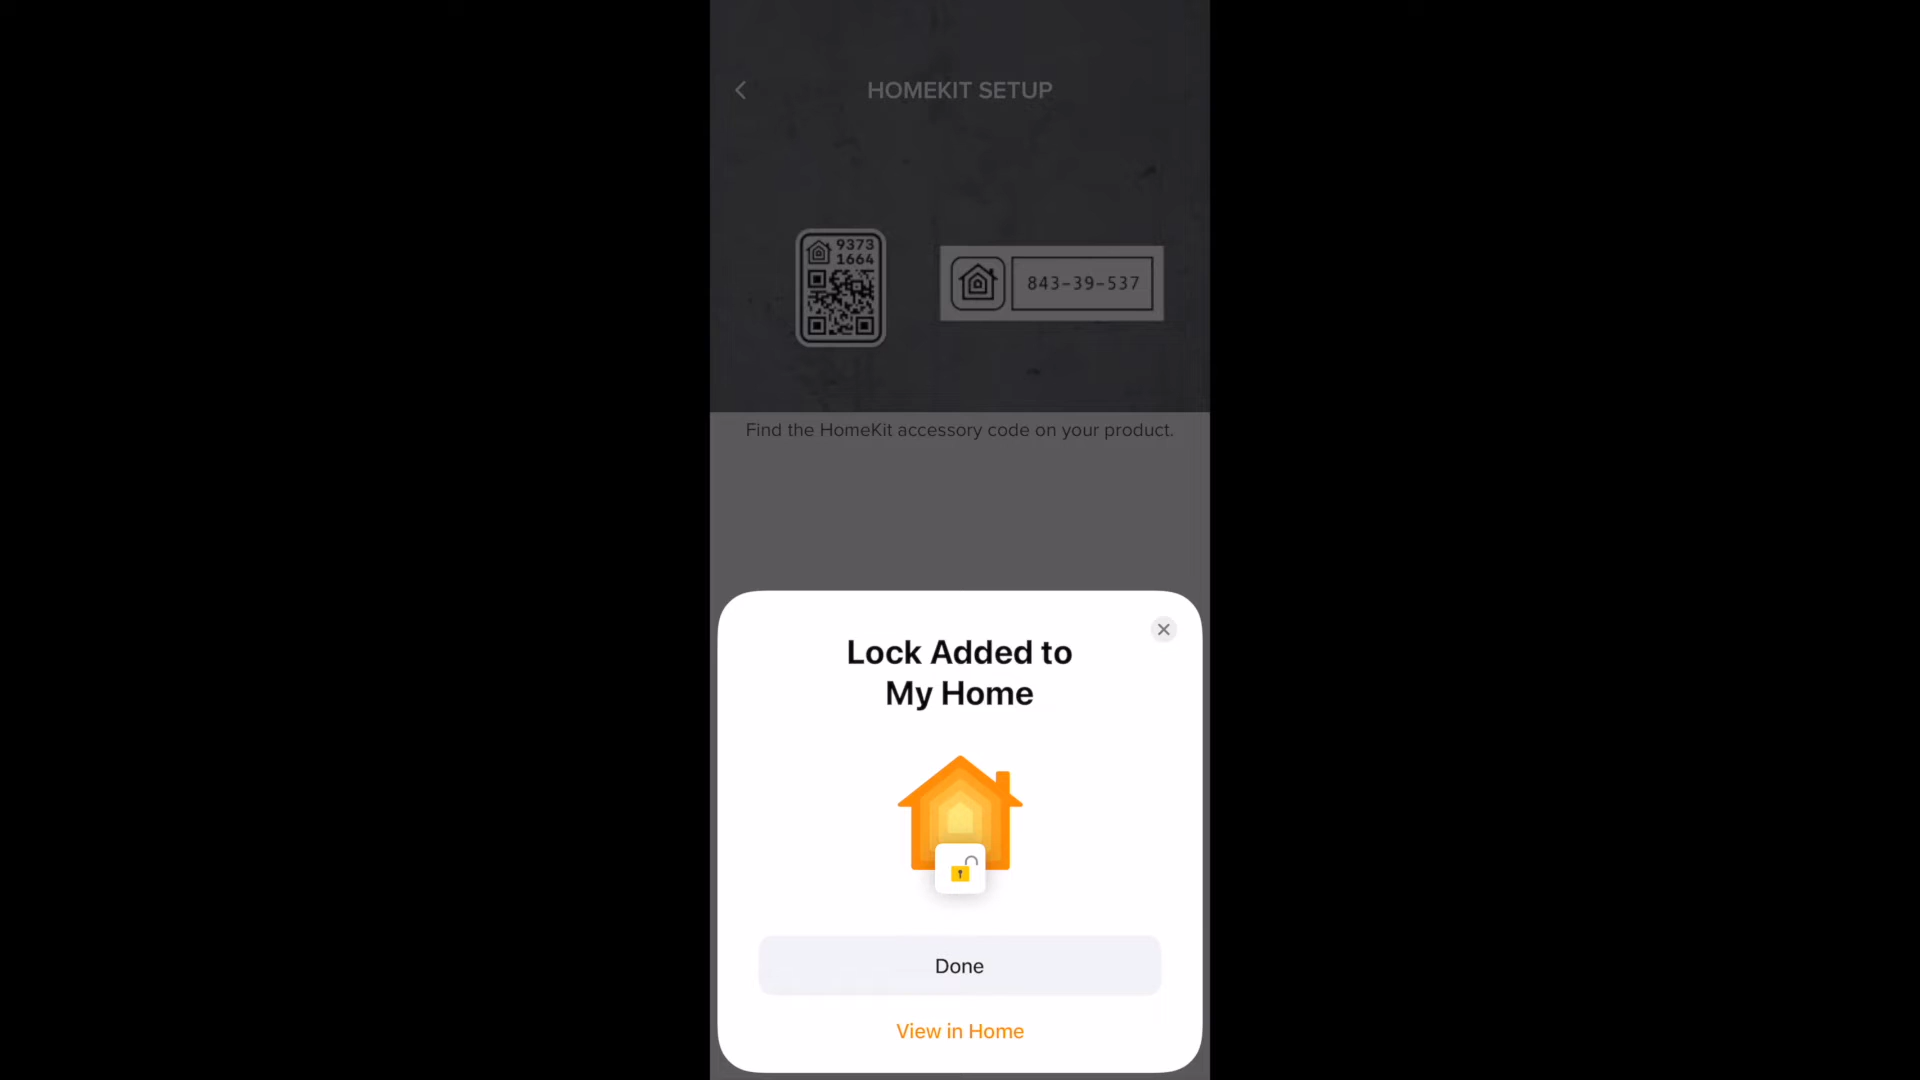 HOMEKIT SETUP
9373
1664
843-39-537
Find the HomeKit accessory code on your product.
Lock Added to
My Home
Done
View in Home